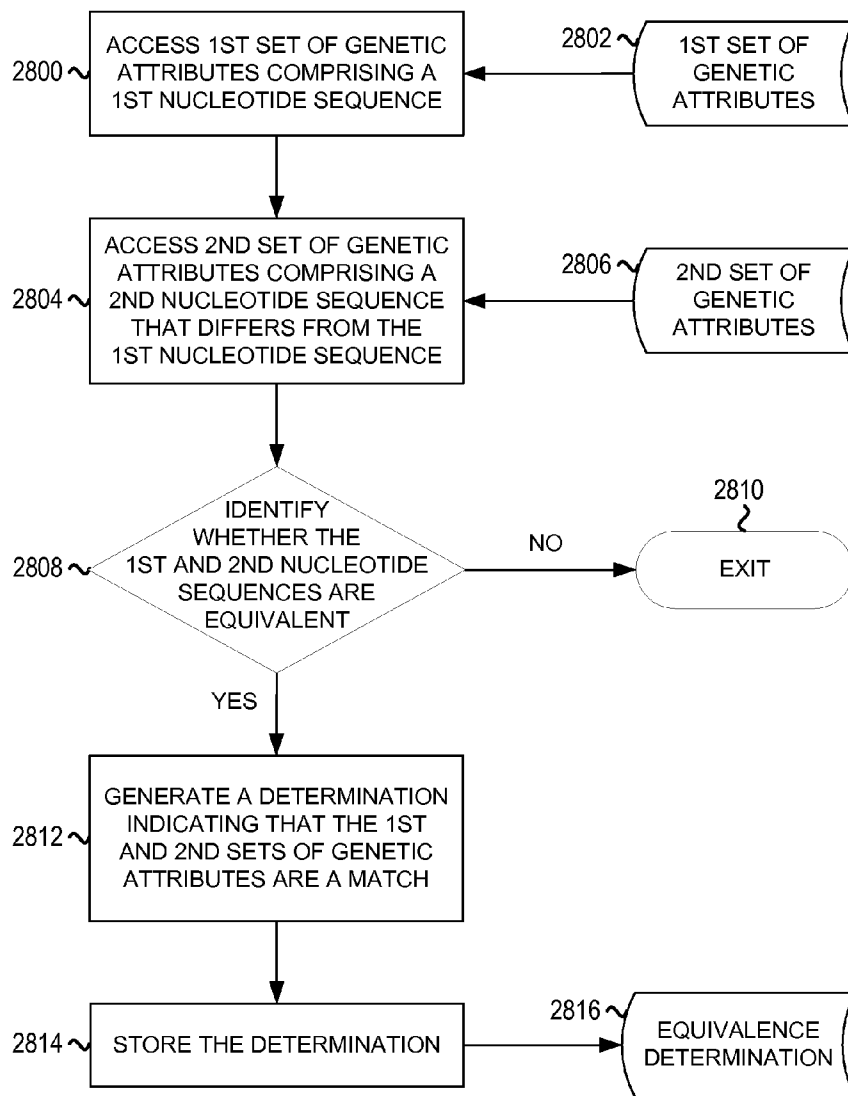 2800
ACCESS 1ST SET OF GENETIC
ATTRIBUTES COMPRISING A
1ST NUCLEOTIDE SEQUENCE
2802
1ST SET OF
GENETIC
ATTRIBUTES
2804
ACCESS 2ND SET OF GENETIC
ATTRIBUTES COMPRISING A
2ND NUCLEOTIDE SEQUENCE
THAT DIFFERS FROM THE
1ST NUCLEOTIDE SEQUENCE
2806
2ND SET OF
GENETIC
ATTRIBUTES
2808
IDENTIFY
WHETHER THE
1ST AND 2ND NUCLEOTIDE
SEQUENCES ARE
EQUIVALENT
NO
2810
EXIT
YES
2812
GENERATE A DETERMINATION
INDICATING THAT THE 1ST
AND 2ND SETS OF GENETIC
ATTRIBUTES ARE A MATCH
2814
STORE THE DETERMINATION
2816
EQUIVALENCE
DETERMINATION